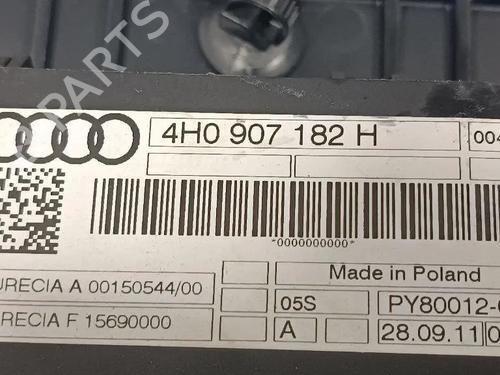 4H0 907 182 H
004
*0000000000*
URECIA A 00150544/00
RECIA F 15690000
Made in Poland
05S
PY80012-
A
28.09.11
B-PARTS